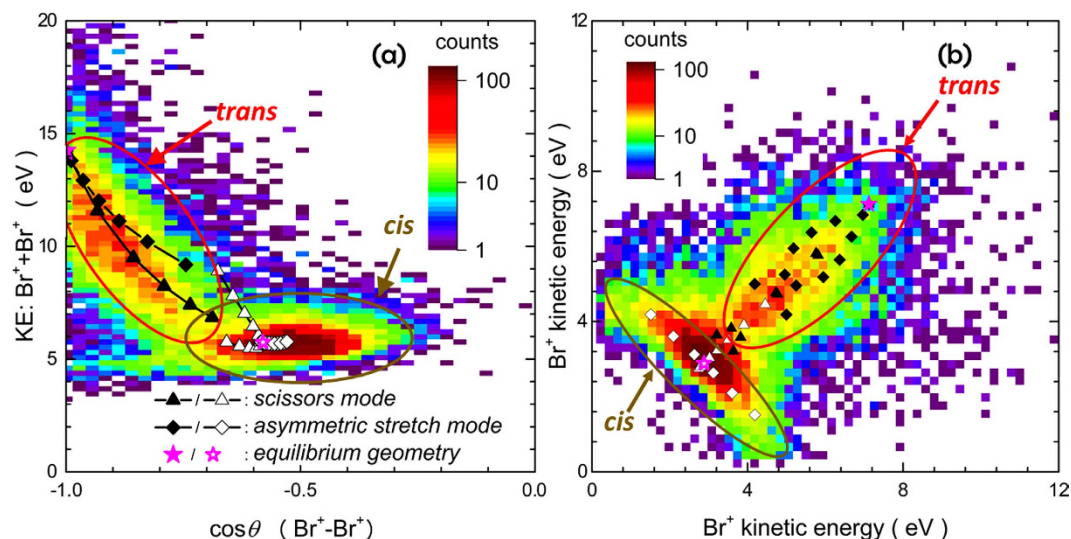 20
15
10
5
0
KE: Br⁺+Br⁺ ( eV )
(a)
trans
cis
counts
100
10
1
▲ / △ : scissors mode
◆ / ◇ : asymmetric stretch mode
★ / ☆ : equilibrium geometry
-1.0
-0.5
0.0
cosθ ( Br⁺-Br⁺ )
12
8
4
0
Br⁺ kinetic energy ( eV )
counts
100
10
1
(b)
trans
cis
0
4
8
12
Br⁺ kinetic energy ( eV )